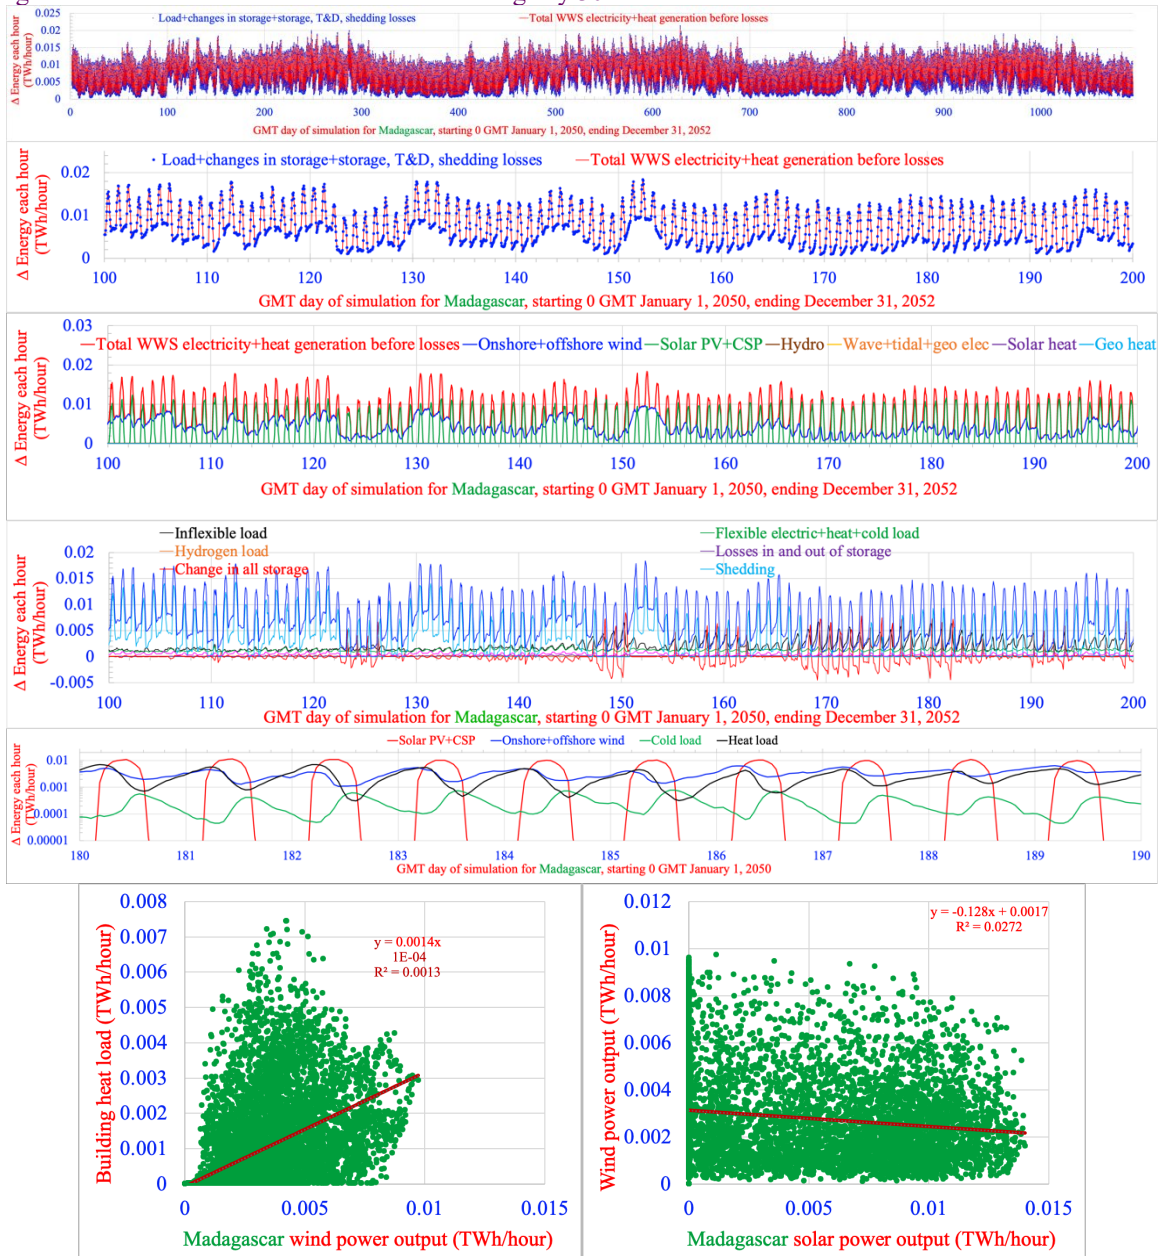 Δ Energy each hour
(TWh/hour)
· Load+changes in storage+storage, T&D, shedding losses —Total WWS electricity+heat generation before losses
0.025
0.02
0.015
0.01
0.005
0
0 100 200 300 400 500 600 700 800 900 1000
GMT day of simulation for Madagascar, starting 0 GMT January 1, 2050, ending December 31, 2052
Δ Energy each hour
(TWh/hour)
· Load+changes in storage+storage, T&D, shedding losses —Total WWS electricity+heat generation before losses
0.02
0.01
0
100 110 120 130 140 150 160 170 180 190 200
GMT day of simulation for Madagascar, starting 0 GMT January 1, 2050, ending December 31, 2052
Δ Energy each hour
(TWh/hour)
0.03
—Total WWS electricity+heat generation before losses —Onshore+offshore wind —Solar PV+CSP —Hydro —Wave+tidal+geo elec —Solar heat —Geo heat
0.02
0.01
0
100 110 120 130 140 150 160 170 180 190 200
GMT day of simulation for Madagascar, starting 0 GMT January 1, 2050, ending December 31, 2052
Δ Energy each hour
(TWh/hour)
—Inflexible load —Flexible electric+heat+cold load
—Hydrogen load —Losses in and out of storage
—Change in all storage —Shedding
0.02
0.015
0.01
0.005
0
-0.005
100 110 120 130 140 150 160 170 180 190 200
GMT day of simulation for Madagascar, starting 0 GMT January 1, 2050, ending December 31, 2052
Δ Energy each hour
(TWh/hour)
—Solar PV+CSP —Onshore+offshore wind —Cold load —Heat load
0.01
0.001
0.0001
0.00001
180 181 182 183 184 185 186 187 188 189 190
GMT day of simulation for Madagascar, starting 0 GMT January 1, 2050
Building heat load (TWh/hour)
0.008
0.007
0.006
0.005
0.004
0.003
0.002
0.001
0
y = 0.0014x
1E-04
R² = 0.0013
0 0.005 0.01 0.015
Madagascar wind power output (TWh/hour)
Wind power output (TWh/hour)
0.012
0.01
0.008
0.006
0.004
0.002
0
y = -0.128x + 0.0017
R² = 0.0272
0 0.005 0.01 0.015
Madagascar solar power output (TWh/hour)